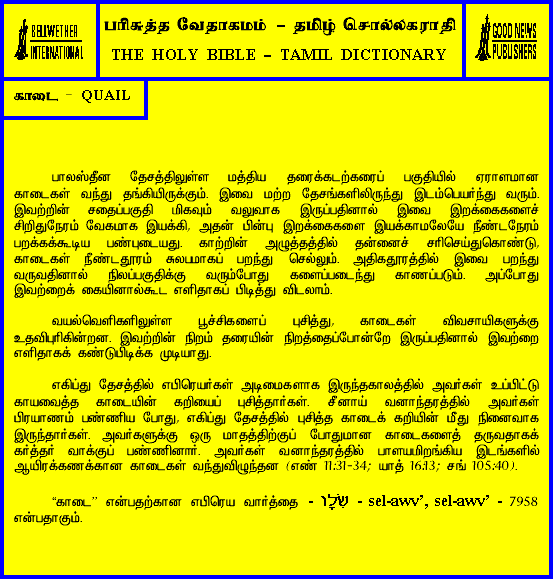 BELLWETHER
INTERNATIONAL
பரிசுத்த வேதாகமம் – தமிழ் சொல்லகராதி
THE HOLY BIBLE – TAMIL DICTIONARY
GOOD NEWS
PUBLISHERS
காடை - QUAIL
பாலஸ்தீன தேசத்திலுள்ள மத்திய தரைக்கடற்கரைப் பகுதியில் ஏராளமான
காடைகள் வந்து தங்கியிருக்கும். இவை மற்ற தேசங்களிலிருந்து இடம்பெயர்ந்து வரும்.
இவற்றின் சதைப்பகுதி மிகவும் வலுவாக இருப்பதினால் இவை இறக்கைகளைச்
சிறிதுநேரம் வேகமாக இயக்கி, அதன் பின்பு இறக்கைகளை இயக்காமலேயே நீண்டநேரம்
பறக்கக்கூடிய பண்புடையது. காற்றின் அழுத்தத்தில் தன்னைச் சரிசெய்துகொண்டு,
காடைகள் நீண்டதூரம் சுலபமாகப் பறந்து செல்லும். அதிகதூரத்தில் இவை பறந்து
வருவதினால் நிலப்பகுதிக்கு வரும்போது களைப்படைந்து காணப்படும். அப்போது
இவற்றைக் கையினால்கூட எளிதாகப் பிடித்து விடலாம்.
வயல்வெளிகளிலுள்ள பூச்சிகளைப் புசித்து, காடைகள் விவசாயிகளுக்கு
உதவிபுரிகின்றன. இவற்றின் நிறம் தரையின் நிறத்தைப்போன்றே இருப்பதினால் இவற்றை
எளிதாகக் கண்டுபிடிக்க முடியாது.
எகிப்து தேசத்தில் எபிரெயர்கள் அடிமைகளாக இருந்தகாலத்தில் அவர்கள் உப்பிட்டு
காயவைத்த காடையின் கறியைப் புசித்தார்கள். சீனாய் வனாந்தரத்தில் அவர்கள்
பிரயாணம் பண்ணிய போது, எகிப்து தேசத்தில் புசித்த காடைக் கறியின் மீது நினைவாக
இருந்தார்கள். அவர்களுக்கு ஒரு மாதத்திற்குப் போதுமான காடைகளைத் தருவதாகக்
கர்த்தர் வாக்குப் பண்ணினார். அவர்கள் வனாந்தரத்தில் பாளயமிறங்கிய இடங்களில்
ஆயிரக்கணக்கான காடைகள் வந்துவிழுந்தன (எண் 11:31-34; யாத் 16:13; சங் 105:40).
“காடை” என்பதற்கான எபிரெய வார்த்தை - שְׂלָו - sel-awv’, sel-awv’ - 7958
என்பதாகும்.